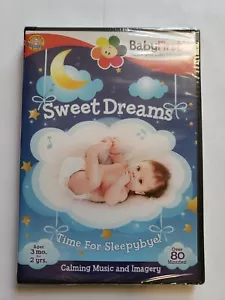 BabyFirst
Sweet Dreams
Time For Sleepybye!
Ages
3 mo.
to
2 yrs.
Over
80
Minutes
Calming Music and Imagery